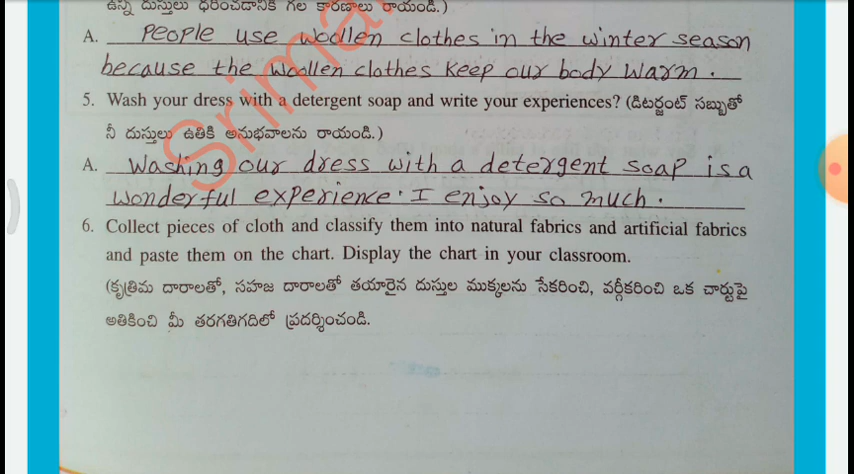 ఉన్ని దుస్తులు ధరించడానికి గల కారణాలు రాయండి.)
A. People use woollen clothes in the winter season
because the woollen clothes keep our body warm.
5. Wash your dress with a detergent soap and write your experiences? (డిటర్జంట్ సబ్బుతో
నీ దుస్తులు ఉతికి అనుభవాలను రాయండి.)
A. Washing our dress with a detergent soap is a
wonderful experience. I enjoy so much.
6. Collect pieces of cloth and classify them into natural fabrics and artificial fabrics
and paste them on the chart. Display the chart in your classroom.
(కృత్రిమ దారాలతో, సహజ దారాలతో తయారైన దుస్తుల ముక్కలను సేకరించి, వర్గీకరించి ఒక చార్టుపై
అతికించి మీ తరగతిగదిలో ప్రదర్శించండి.